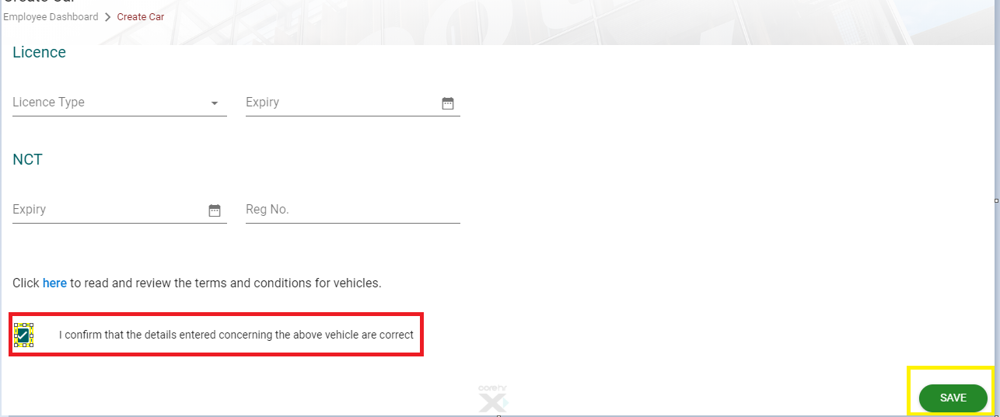 Create Car
Employee Dashboard > Create Car
Licence
Licence Type
Expiry
NCT
Expiry
Reg No.
Click here to read and review the terms and conditions for vehicles.
I confirm that the details entered concerning the above vehicle are correct
corehr
X
SAVE